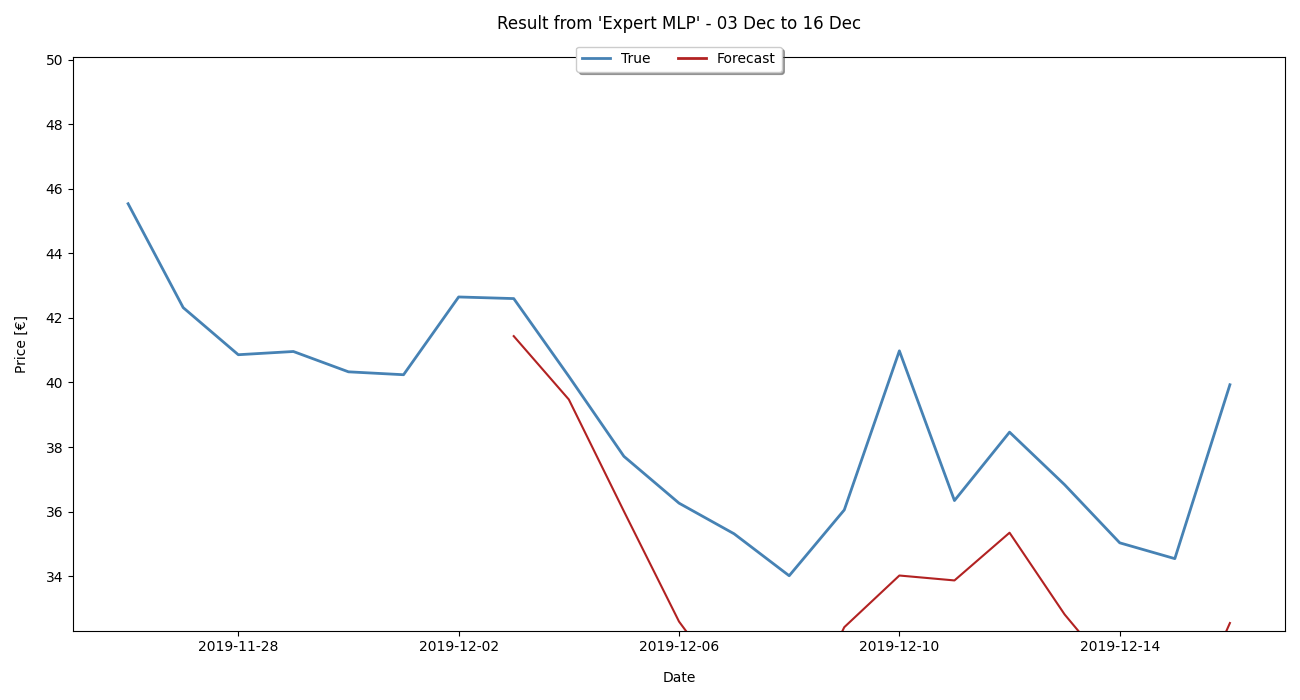 Result from 'Expert MLP' - 03 Dec to 16 Dec
True Forecast
50
48
46
44
42
40
38
36
34
Price [€]
2019-11-28 2019-12-02 2019-12-06 2019-12-10 2019-12-14
Date